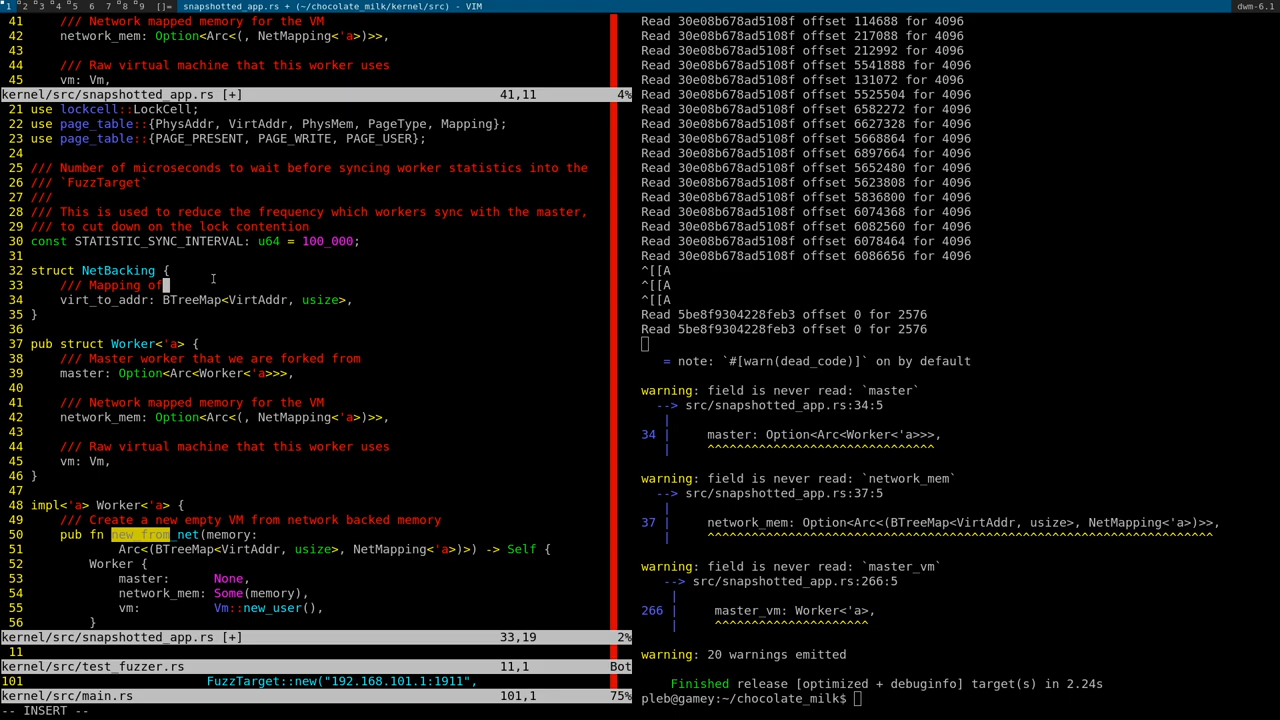 1 2 3 4 5 6 7 8 9 []= snapshotted_app.rs + (~/chocolate_milk/kernel/src) - VIM dwm-6.1
41     /// Network mapped memory for the VM
42     network_mem: Option<Arc<(, NetMapping<'a>)>>,
43
44     /// Raw virtual machine that this worker uses
45     vm: Vm,
kernel/src/snapshotted_app.rs [+] 41,11 4%
21 use lockcell::LockCell;
22 use page_table::{PhysAddr, VirtAddr, PhysMem, PageType, Mapping};
23 use page_table::{PAGE_PRESENT, PAGE_WRITE, PAGE_USER};
24
25 /// Number of microseconds to wait before syncing worker statistics into the
26 /// `FuzzTarget`
27 ///
28 /// This is used to reduce the frequency which workers sync with the master,
29 /// to cut down on the lock contention
30 const STATISTIC_SYNC_INTERVAL: u64 = 100_000;
31
32 struct NetBacking {
33     /// Mapping of
34     virt_to_addr: BTreeMap<VirtAddr, usize>,
35 }
36
37 pub struct Worker<'a> {
38     /// Master worker that we are forked from
39     master: Option<Arc<Worker<'a>>>,
40
41     /// Network mapped memory for the VM
42     network_mem: Option<Arc<(, NetMapping<'a>)>>,
43
44     /// Raw virtual machine that this worker uses
45     vm: Vm,
46 }
47
48 impl<'a> Worker<'a> {
49     /// Create a new empty VM from network backed memory
50     pub fn new_from_net(memory:
51             Arc<(BTreeMap<VirtAddr, usize>, NetMapping<'a>)>) -> Self {
52         Worker {
53             master:      None,
54             network_mem: Some(memory),
55             vm:          Vm::new_user(),
56         }
kernel/src/snapshotted_app.rs [+] 33,19 2%
11
kernel/src/test_fuzzer.rs 11,1 Bot
101                         FuzzTarget::new("192.168.101.1:1911",
kernel/src/main.rs 101,1 75%
-- INSERT --
Read 30e08b678ad5108f offset 114688 for 4096
Read 30e08b678ad5108f offset 217088 for 4096
Read 30e08b678ad5108f offset 212992 for 4096
Read 30e08b678ad5108f offset 5541888 for 4096
Read 30e08b678ad5108f offset 131072 for 4096
Read 30e08b678ad5108f offset 5525504 for 4096
Read 30e08b678ad5108f offset 6582272 for 4096
Read 30e08b678ad5108f offset 6627328 for 4096
Read 30e08b678ad5108f offset 5668864 for 4096
Read 30e08b678ad5108f offset 6897664 for 4096
Read 30e08b678ad5108f offset 5652480 for 4096
Read 30e08b678ad5108f offset 5623808 for 4096
Read 30e08b678ad5108f offset 5836800 for 4096
Read 30e08b678ad5108f offset 6074368 for 4096
Read 30e08b678ad5108f offset 6082560 for 4096
Read 30e08b678ad5108f offset 6078464 for 4096
Read 30e08b678ad5108f offset 6086656 for 4096
^[[A
^[[A
^[[A
Read 5be8f9304228feb3 offset 0 for 2576
Read 5be8f9304228feb3 offset 0 for 2576
= note: `#[warn(dead_code)]` on by default
warning: field is never read: `master`
--> src/snapshotted_app.rs:34:5
|
34 |     master: Option<Arc<Worker<'a>>>,
|     ^^^^^^^^^^^^^^^^^^^^^^^^^^^^^^^
warning: field is never read: `network_mem`
--> src/snapshotted_app.rs:37:5
|
37 |     network_mem: Option<Arc<(BTreeMap<VirtAddr, usize>, NetMapping<'a>)>>,
|     ^^^^^^^^^^^^^^^^^^^^^^^^^^^^^^^^^^^^^^^^^^^^^^^^^^^^^^^^^^^^^^^^^^^^^
warning: field is never read: `master_vm`
--> src/snapshotted_app.rs:266:5
|
266 |     master_vm: Worker<'a>,
|     ^^^^^^^^^^^^^^^^^^^^^
warning: 20 warnings emitted
Finished release [optimized + debuginfo] target(s) in 2.24s
pleb@gamey:~/chocolate_milk$